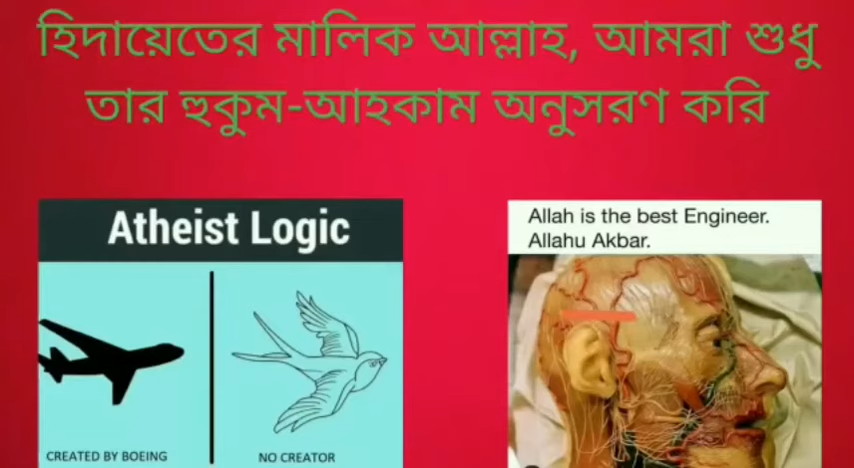 হিদায়েতের মালিক আল্লাহ, আমরা শুধু
তার হুকুম-আহকাম অনুসরণ করি
Atheist Logic
CREATED BY BOEING
NO CREATOR
Allah is the best Engineer.
Allahu Akbar.